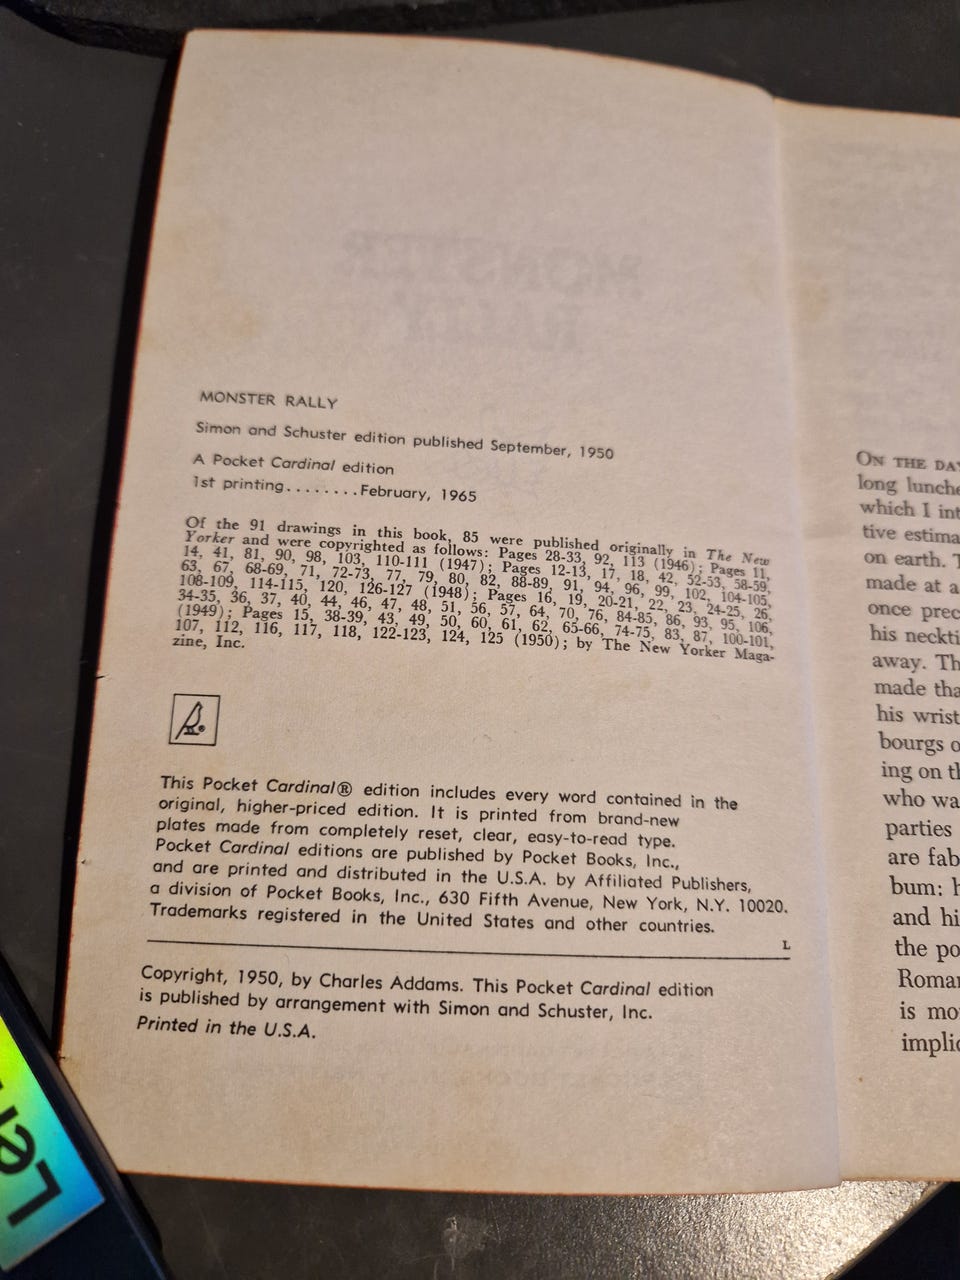 MONSTER RALLY
Simon and Schuster edition published September, 1950
A Pocket Cardinal edition
1st printing........February, 1965
Of the 91 drawings in this book, 85 were published originally in The New
Yorker and were copyrighted as follows: Pages 28-33, 92, 113 (1946); Pages 11,
14, 41, 81, 90, 98, 103, 110-111 (1947); Pages 12-13, 17, 18, 42, 52-53, 58-59,
63, 67, 68-69, 71, 72-73, 77, 79, 80, 82, 88-89, 91, 94, 96, 99, 102, 104-105,
108-109, 114-115, 120, 126-127 (1948); Pages 16, 19, 20-21, 22, 23, 24-25, 26,
34-35, 36, 37, 40, 44, 46, 47, 48, 51, 56, 57, 64, 70, 76, 84-85, 86, 93, 95, 106,
(1949); Pages 15, 38-39, 43, 49, 50, 60, 61, 62, 65-66, 74-75, 83, 87, 100-101,
107, 112, 116, 117, 118, 122-123, 124, 125 (1950); by The New Yorker Maga-
zine, Inc.
This Pocket Cardinal® edition includes every word contained in the
original, higher-priced edition. It is printed from brand-new
plates made from completely reset, clear, easy-to-read type.
Pocket Cardinal editions are published by Pocket Books, Inc.,
and are printed and distributed in the U.S.A. by Affiliated Publishers,
a division of Pocket Books, Inc., 630 Fifth Avenue, New York, N.Y. 10020.
Trademarks registered in the United States and other countries.
L
Copyright, 1950, by Charles Addams. This Pocket Cardinal edition
is published by arrangement with Simon and Schuster, Inc.
Printed in the U.S.A.
ON THE DAY
long lunch
which I int
tive estima
on earth. T
made at a
once prec
his neckti
away. Th
made tha
his wrist
bourgs o
ing on th
who wa
parties
are fab
bum: h
and hi
the po
Roma
is mo
implic
Len